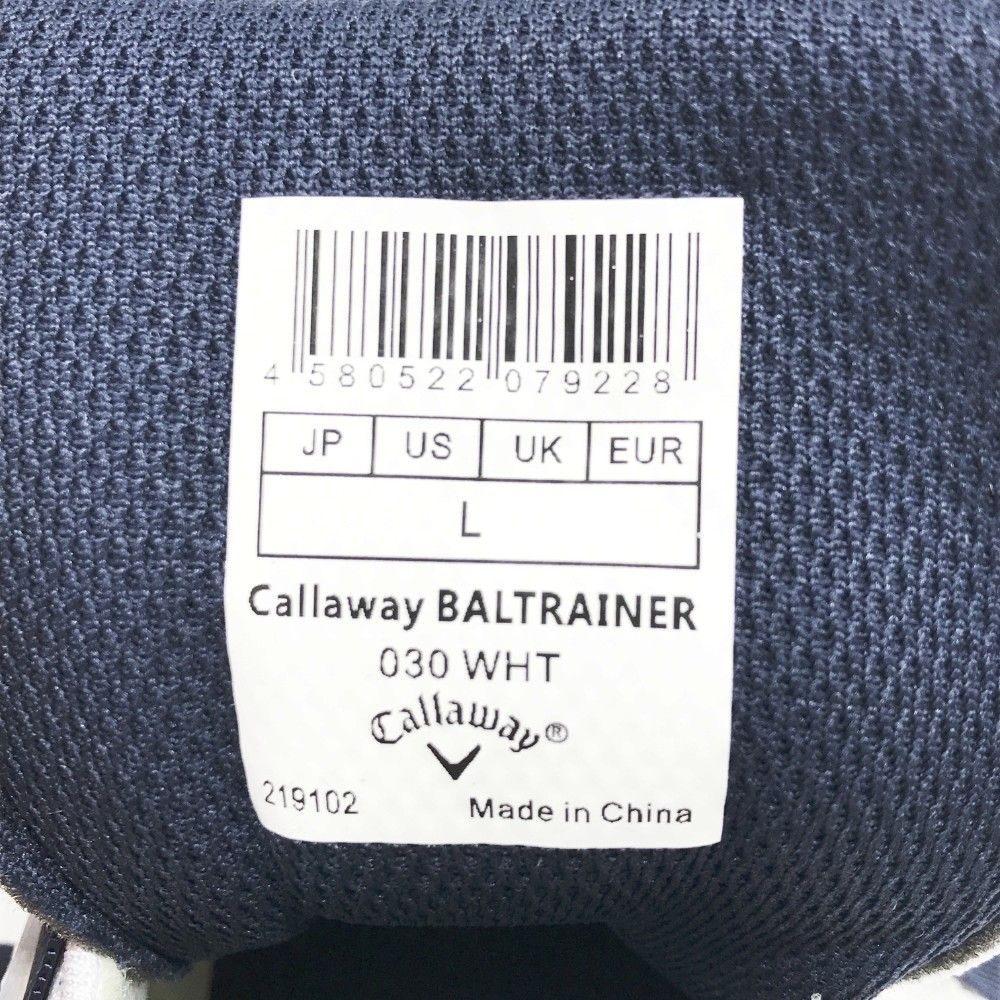 4 580522 079228
JP US UK EUR
L
Callaway BALTRAINER
030 WHT
Callaway®
219102 Made in China